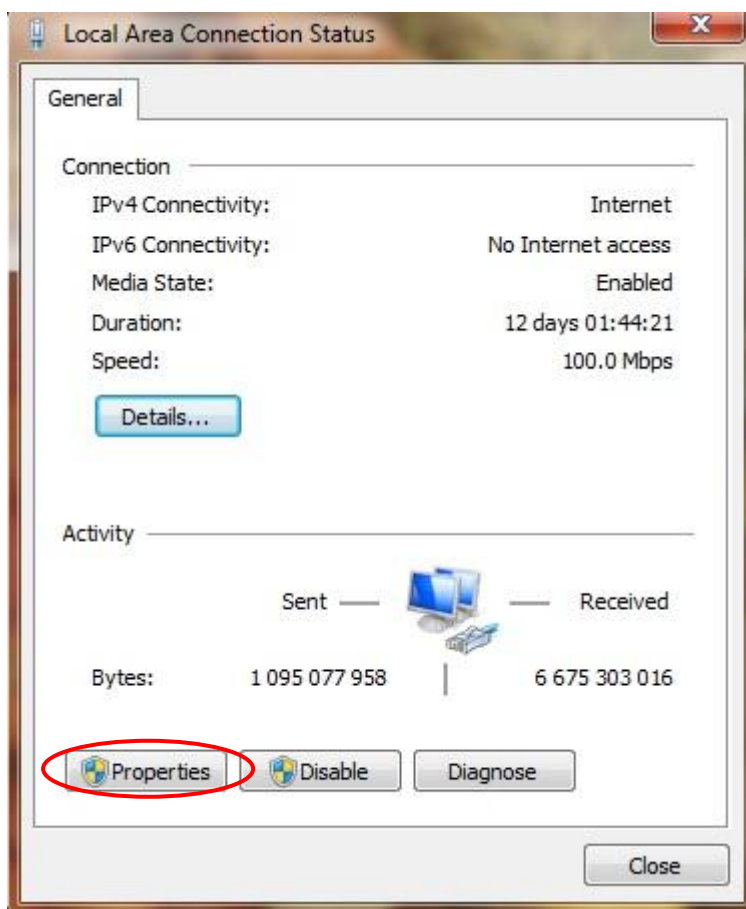 Local Area Connection Status
General
Connection
IPv4 Connectivity: Internet
IPv6 Connectivity: No Internet access
Media State: Enabled
Duration: 12 days 01:44:21
Speed: 100.0 Mbps
Details...
Activity
Sent Received
Bytes: 1 095 077 958 6 675 303 016
Properties Disable Diagnose
Close